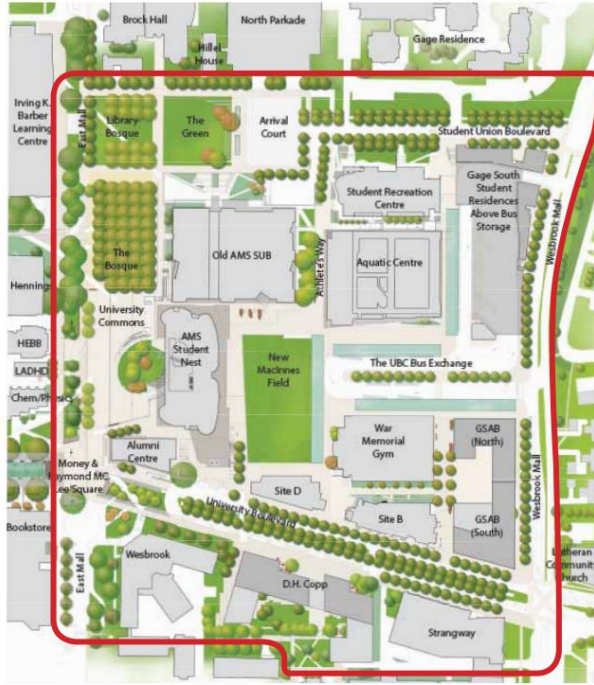 Brock Hall
North Parkade
Gage Residence
Hillel
House
Irving K.
Barber
Learning
Centre
East Mall
Library
Bosque
The
Green
Arrival
Court
Student Union Boulevard
Student Recreation
Centre
Gage South
Student
Residences
Above Bus
Storage
Wesbrook Mall
The
Bosque
Old AMS SUB
Athlete's Way
Aquatic Centre
Hennings
University
Commons
HEBB
LADHD
Chem/Physics
AMS
Student
Nest
New
MacInnes
Field
The UBC Bus Exchange
War
Memorial
Gym
GSAB
(North)
Wesbrook Mall
Alumni
Centre
Money &
Raymond MC.
Lee/Square
Site D
University Boulevard
Site B
GSAB
(South)
Bookstore
East Mall
Wesbrook
D.H. Copp
Strangway
Lutheran
Community
Church